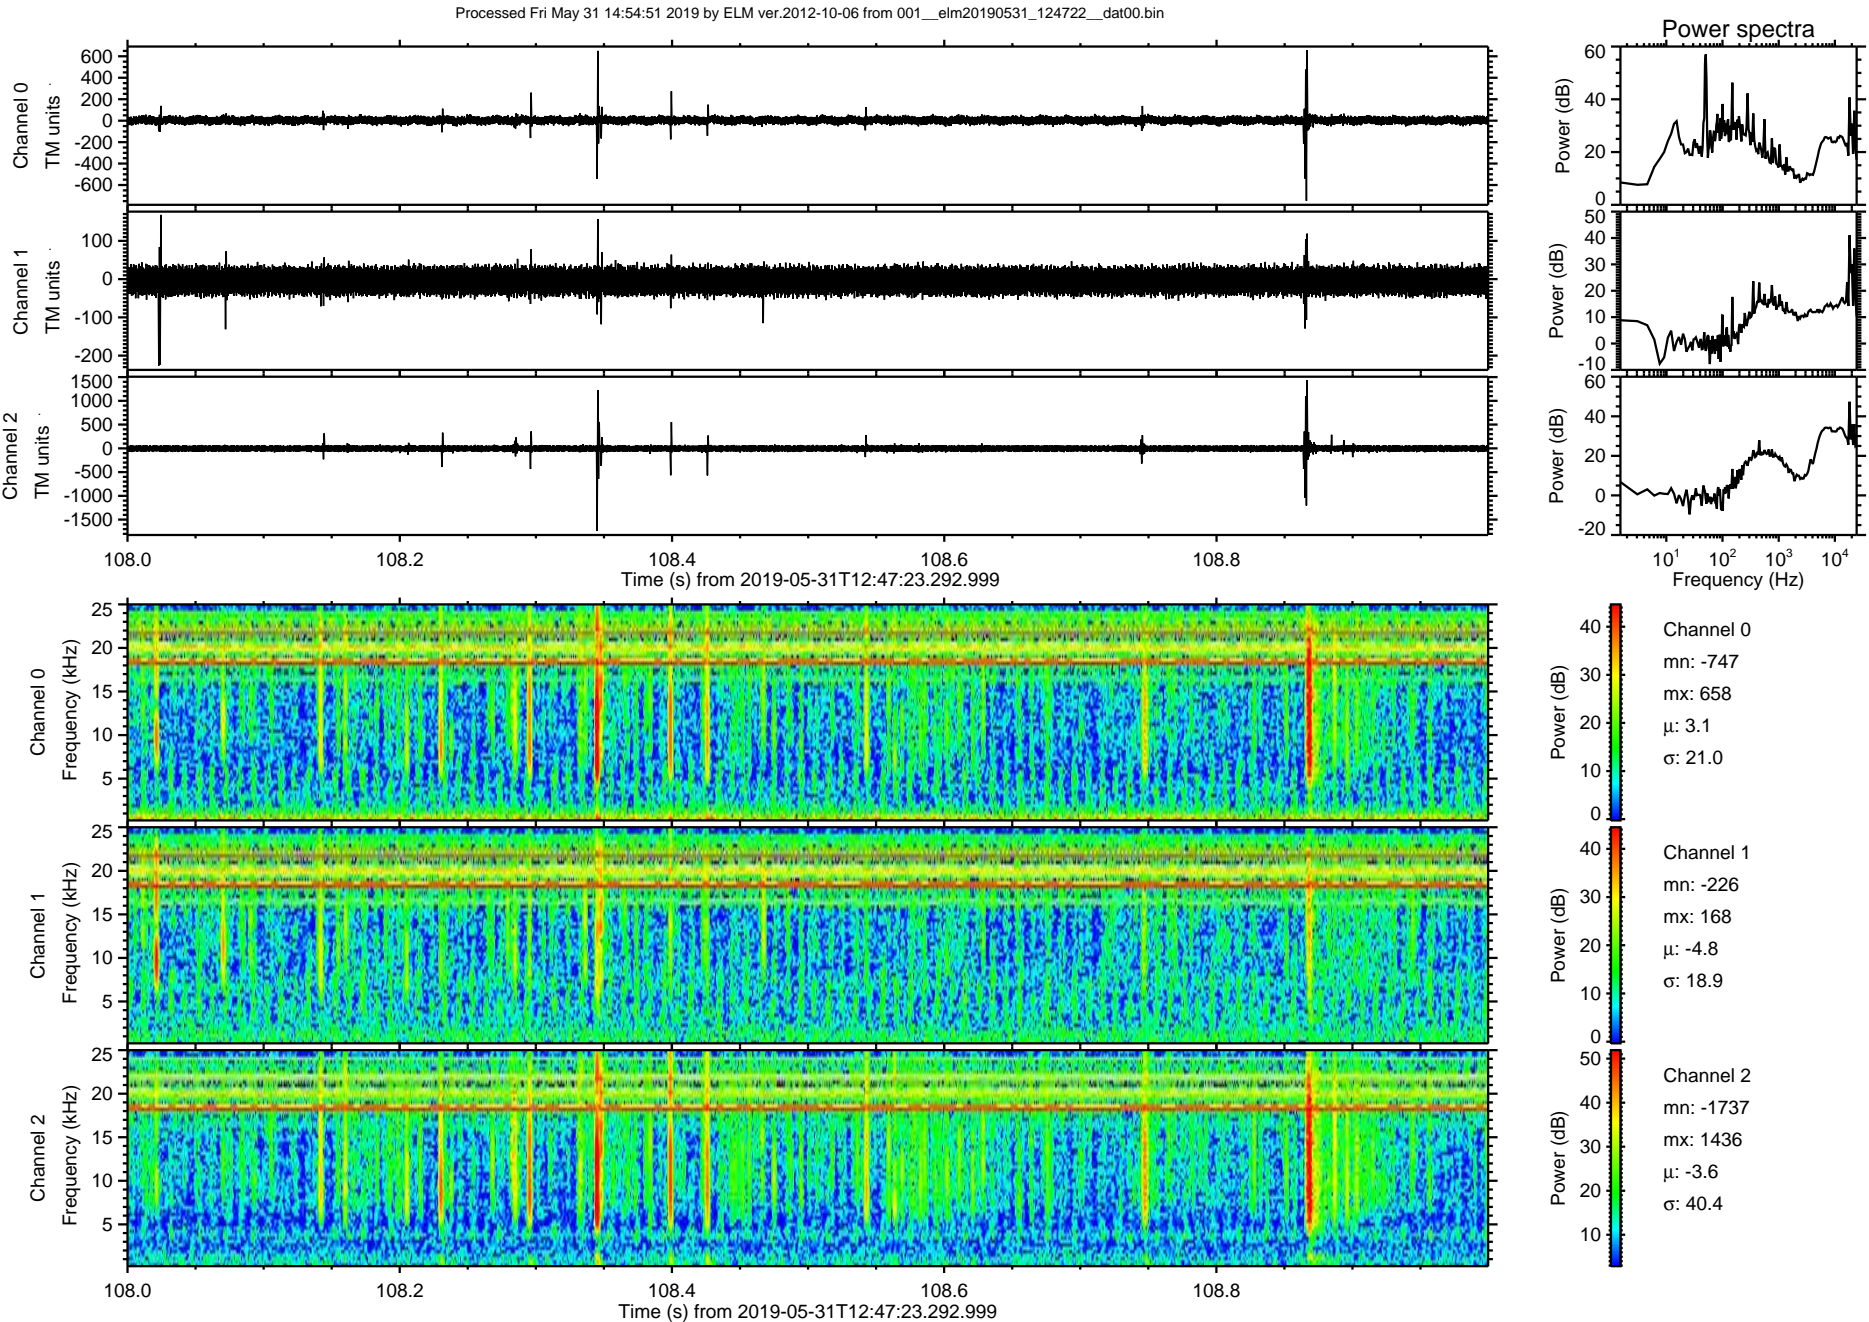 Processed Fri May 31 14:54:51 2019 by ELM ver.2012-10-06 from 001__elm20190531_124722__dat00.bin
Power spectra
Channel 0
TM units
600
400
200
0
-200
-400
-600
Power (dB)
60
40
20
0
Channel 1
TM units
100
0
-100
-200
Power (dB)
50
40
30
20
10
0
-10
Channel 2
TM units
1500
1000
500
0
-500
-1000
-1500
Power (dB)
60
40
20
0
-20
108.0 108.2 108.4 108.6 108.8
Time (s) from 2019-05-31T12:47:23.292.999
10^1 10^2 10^3 10^4
Frequency (Hz)
Channel 0
Frequency (kHz)
25
20
15
10
5
Power (dB)
40
30
20
10
0
Channel 0
mn: -747
mx: 658
μ: 3.1
σ: 21.0
Channel 1
Frequency (kHz)
25
20
15
10
5
Power (dB)
40
30
20
10
0
Channel 1
mn: -226
mx: 168
μ: -4.8
σ: 18.9
Channel 2
Frequency (kHz)
25
20
15
10
5
Power (dB)
50
40
30
20
10
Channel 2
mn: -1737
mx: 1436
μ: -3.6
σ: 40.4
108.0 108.2 108.4 108.6 108.8
Time (s) from 2019-05-31T12:47:23.292.999